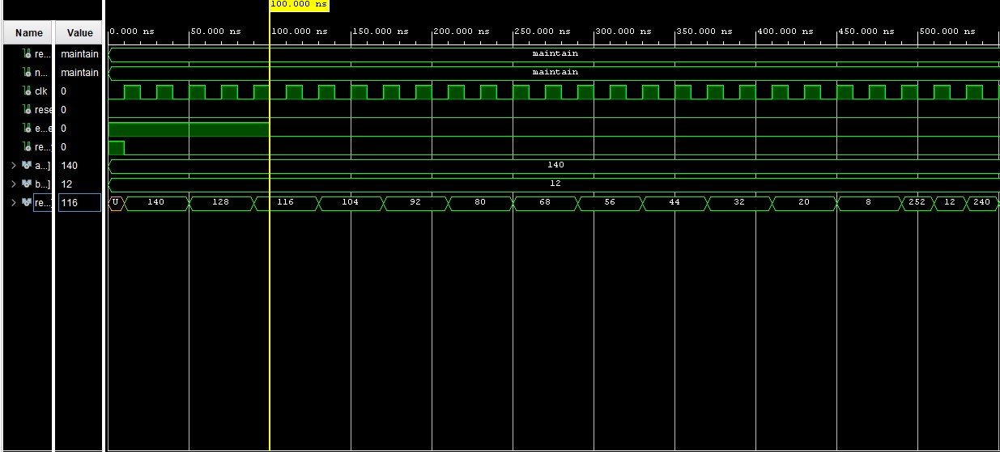 100.000 ns
Name Value
0.000 ns 50.000 ns 100.000 ns 150.000 ns 200.000 ns 250.000 ns 300.000 ns 350.000 ns 400.000 ns 450.000 ns 500.000 ns
re... maintain maintain
n... maintain maintain
clk 0
rese 0
e...e 0
re... 0
a...] 140 140
b...] 12 12
re... 116 U 140 128 116 104 92 80 68 56 44 32 20 8 252 12 240